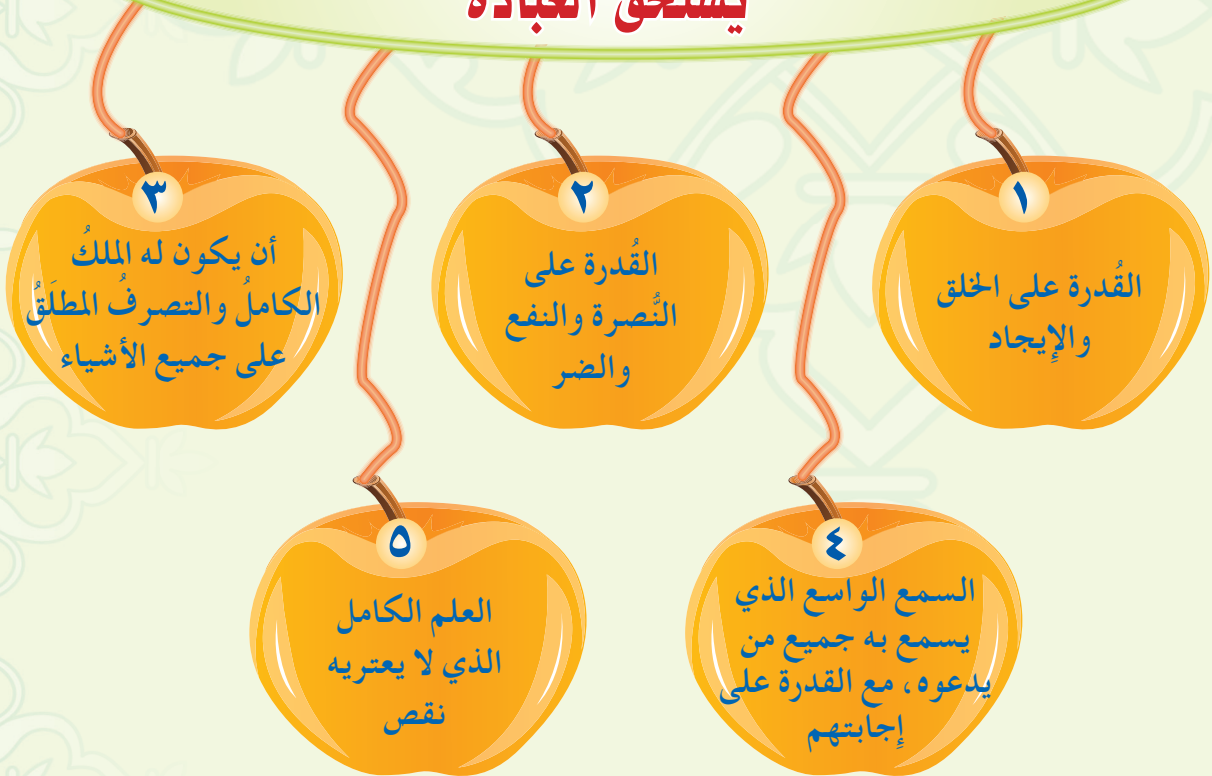 يستحق العبادة
١
القُدرة على الخلق
والإِيجاد
٢
القُدرة على
النُّصرة والنفع
والضر
٣
أن يكون له الملكُ
الكاملُ والتصرفُ المطلَقُ
على جميع الأشياء
٤
السمع الواسع الذي
يسمع به جميع من
يدعوه، مع القدرة على
إِجابتهم
٥
العلم الكامل
الذي لا يعتريه
نقص